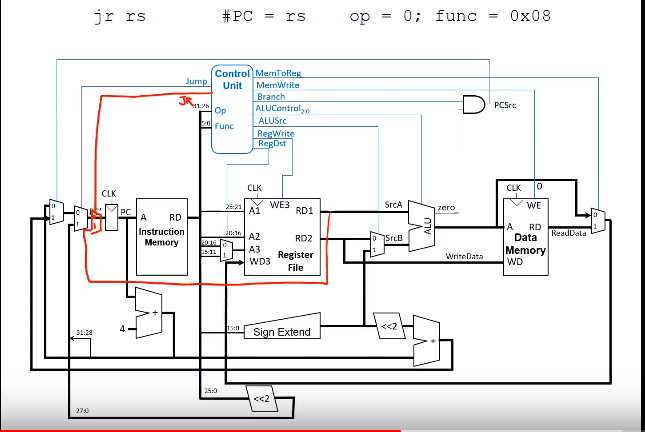 jr rs #PC = rs op = 0; func = 0x08
Control Unit
MemToReg
Jump
MemWrite
JR
Branch
PCSrc
31:26
Op
ALUControl2:0
5:0
Func
ALUSrc
RegWrite
RegDst
CLK
CLK
CLK
0
0
1
0
1
PC
A
RD
Instruction Memory
25:21
A1
WE3
RD1
SrcA
zero
ALU
WE
0
1
20:16
A2
RD2
0
1
SrcB
A
RD
ReadData
20:16
15:11
0
1
A3
WD3
Register File
Data Memory
WD
WriteData
+
4
31:28
15:0
Sign Extend
<<2
+
25:0
<<2
27:0